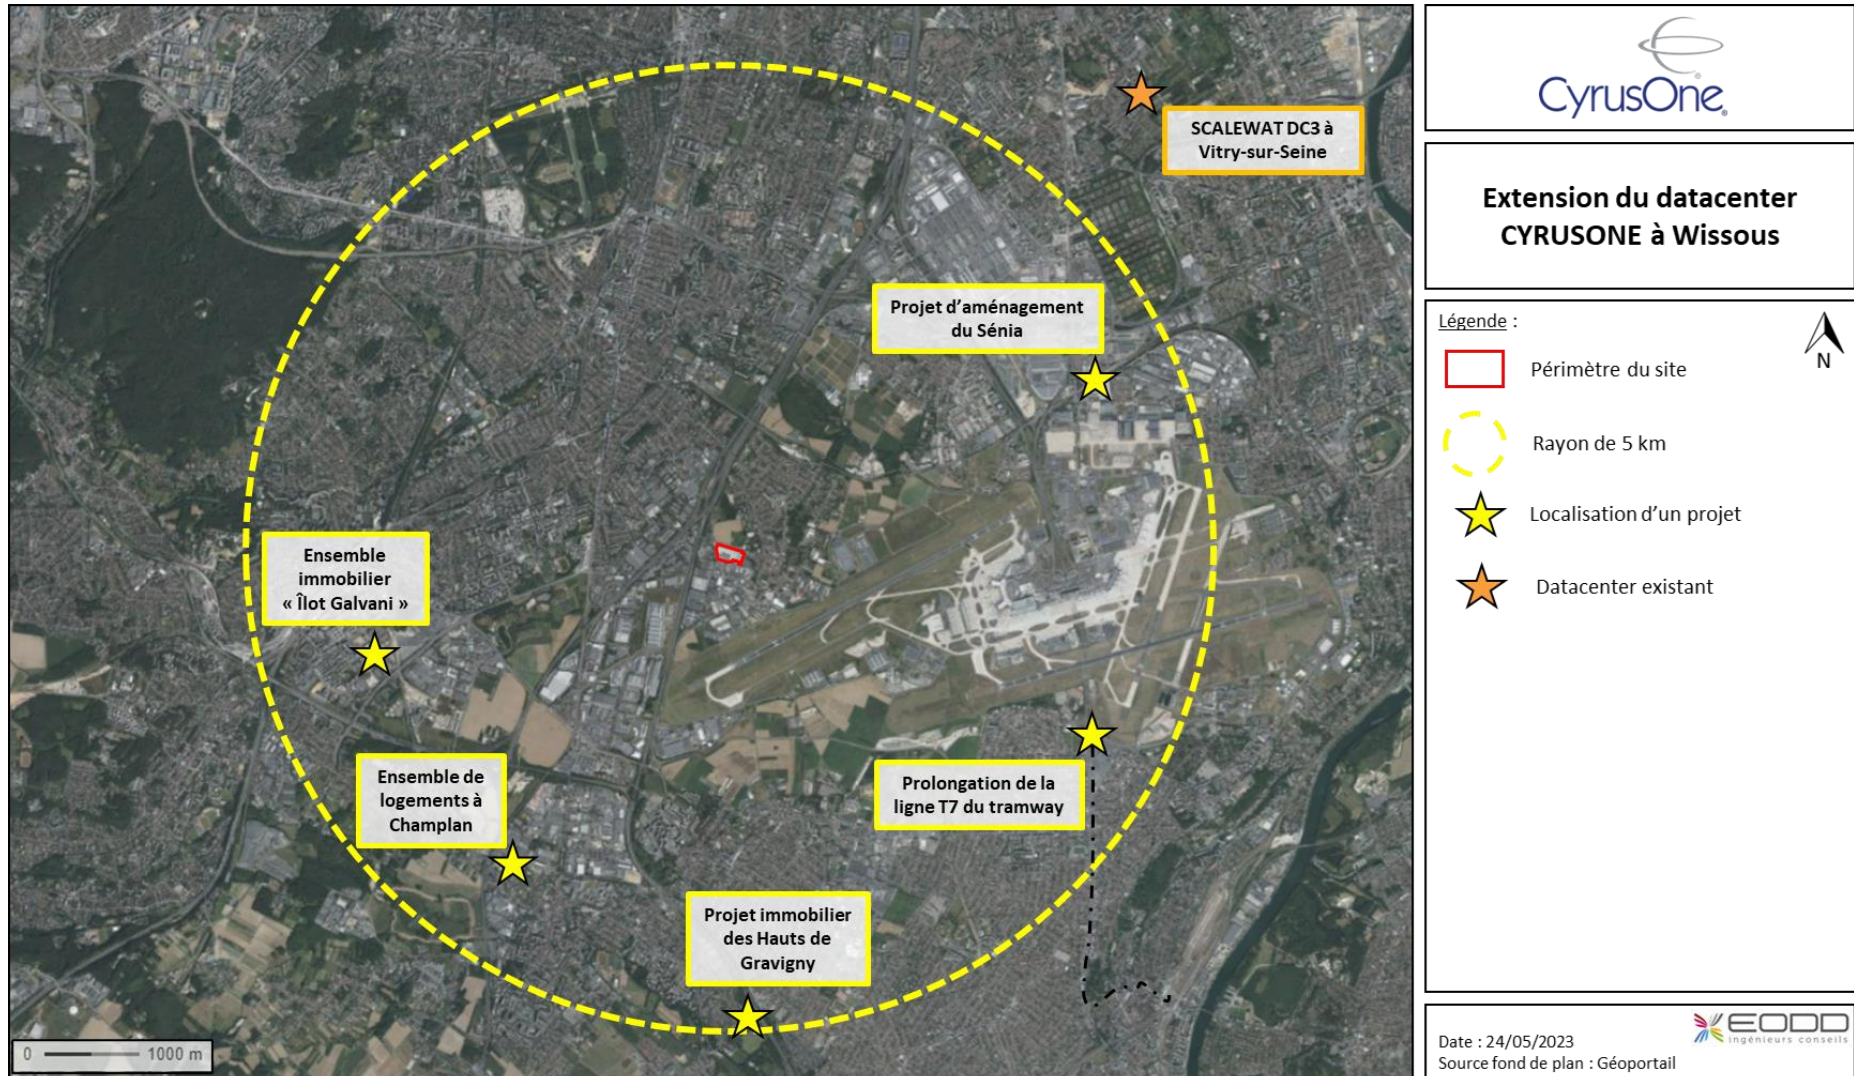 SCALEWAT DC3 à
Vitry-sur-Seine
Projet d’aménagement
du Sénia
Ensemble
immobilier
« Îlot Galvani »
Ensemble de
logements à
Champlan
Prolongation de la
ligne T7 du tramway
Projet immobilier
des Hauts de
Gravigny
0 1000 m
CyrusOne
Extension du datacenter
CYRUSONE à Wissous
Légende :
N
Périmètre du site
Rayon de 5 km
Localisation d’un projet
Datacenter existant
EODD
ingénieurs conseils
Date : 24/05/2023
Source fond de plan : Géoportail